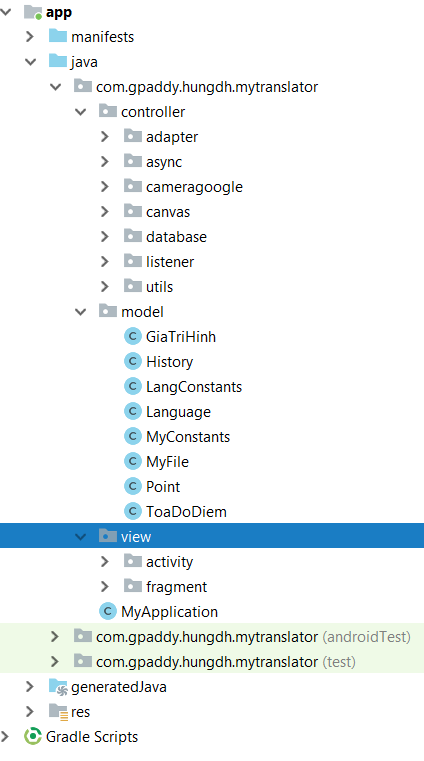 app
manifests
java
com.gpaddy.hungdh.mytranslator
controller
adapter
async
cameragoogle
canvas
database
listener
utils
model
C GiaTriHinh
C History
C LangConstants
C Language
C MyConstants
C MyFile
C Point
C ToaDoDiem
view
activity
fragment
C MyApplication
com.gpaddy.hungdh.mytranslator (androidTest)
com.gpaddy.hungdh.mytranslator (test)
generatedJava
res
Gradle Scripts